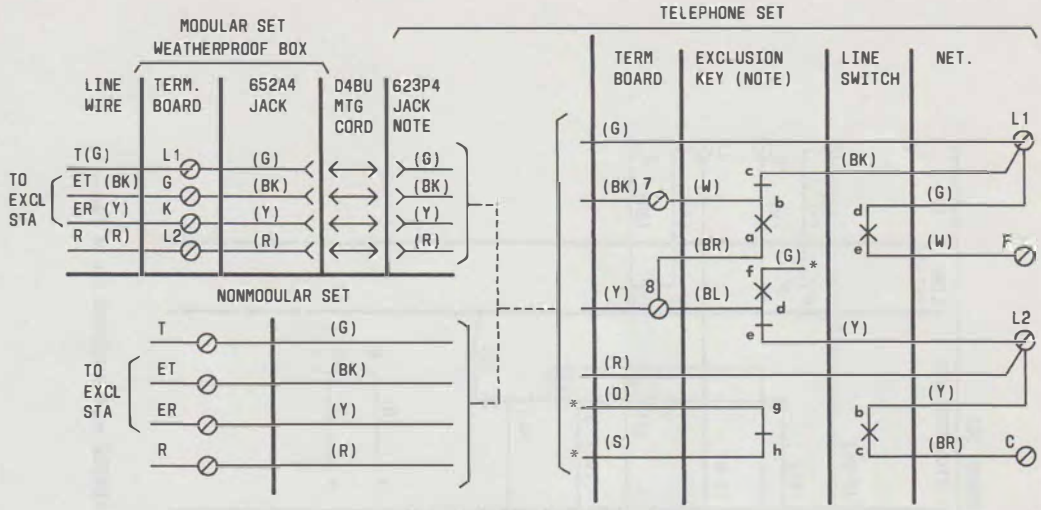 TELEPHONE SET
MODULAR SET
WEATHERPROOF BOX
LINE WIRE
TERM. BOARD
652A4 JACK
D4BU MTG CORD
623P4 JACK NOTE
TERM BOARD
EXCLUSION KEY (NOTE)
LINE SWITCH
NET.
TO EXCL STA
T(G) L1 (G) (G)
ET (BK) G (BK) (BK)
ER (Y) K (Y) (Y)
R (R) L2 (R) (R)
NONMODULAR SET
TO EXCL STA
T (G)
ET (BK)
ER (Y)
R (R)
(G) L1
c (BK)
(BK) 7 (W) b
(G)
d
a
(BR)
e (W) F
f (G) *
(Y) 8 (BL) d
e (Y) L2
(R)
(Y)
* (O) g b
* (S) h c (BR) C